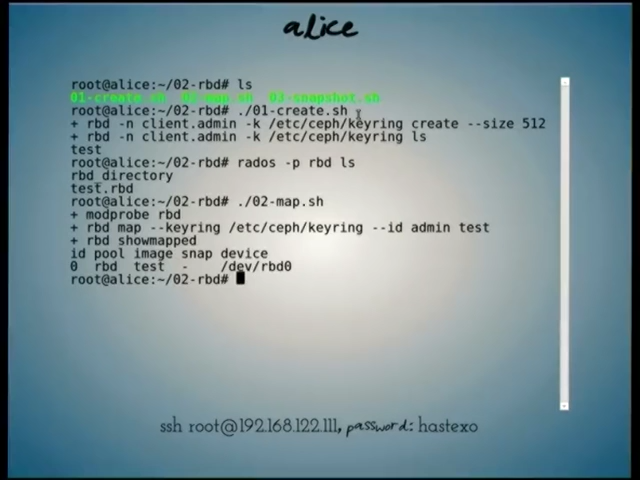 alice
root@alice:~/02-rbd# ls
01-create.sh 02-map.sh 03-snapshot.sh
root@alice:~/02-rbd# ./01-create.sh
+ rbd -n client.admin -k /etc/ceph/keyring create --size 512
+ rbd -n client.admin -k /etc/ceph/keyring ls
test
root@alice:~/02-rbd# rados -p rbd ls
rbd_directory
test.rbd
root@alice:~/02-rbd# ./02-map.sh
+ modprobe rbd
+ rbd map --keyring /etc/ceph/keyring --id admin test
+ rbd showmapped
id pool image snap device
0 rbd test - /dev/rbd0
root@alice:~/02-rbd#
ssh root@192.168.122.111, password: hastexo